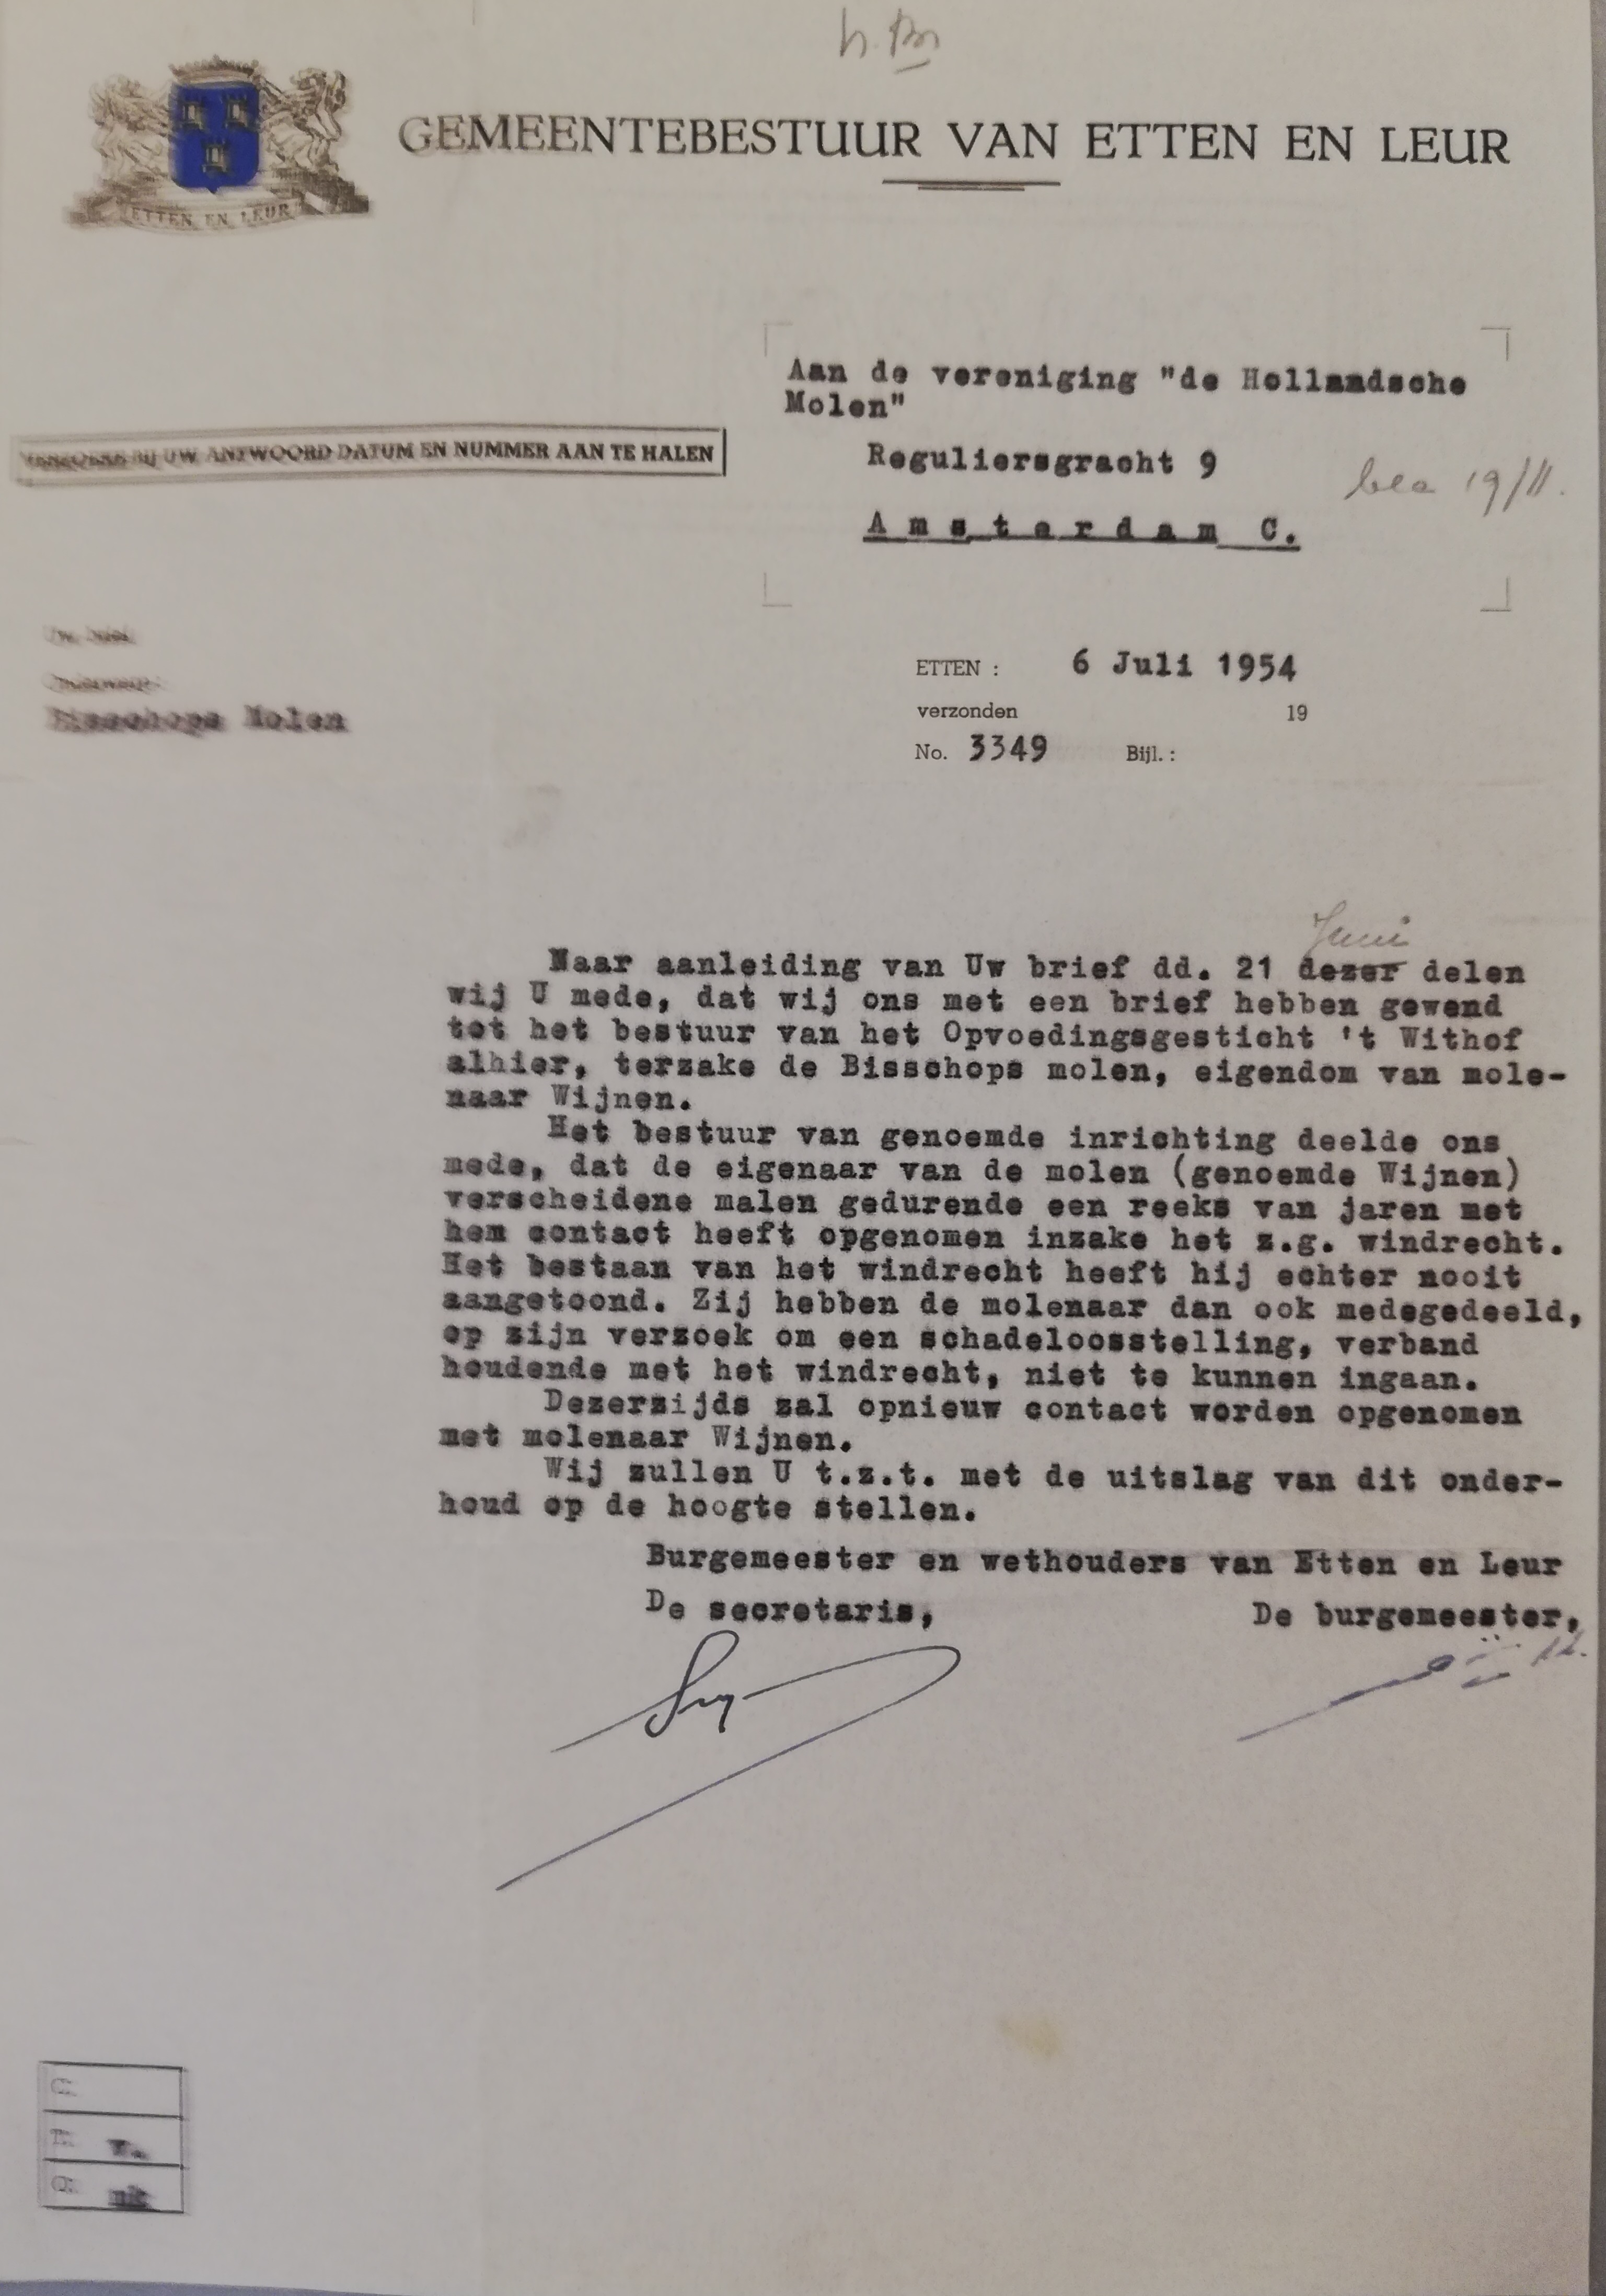 GEMEENTEBESTUUR VAN ETTEN EN LEUR
ETTEN EN LEUR
Aan de vereniging "de Hollandsche
Molen"
BIJ UW ANTWOORD DATUM EN NUMMER AAN TE HALEN
Reguliersgracht 9
19/11.
Amsterdam C.
ETTEN : 6 Juli 1954
verzonden 19
Bisschops Molen
No. 3349 Bijl. :
Juni
Naar aanleiding van Uw brief dd. 21 dezer delen
wij U mede, dat wij ons met een brief hebben gewend
tot het bestuur van het Opvoedingsgesticht 't Withof
alhier, terzake de Bisschops molen, eigendom van mole-
naar Wijnen.
Het bestuur van genoemde inrichting deelde ons
mede, dat de eigenaar van de molen (genoemde Wijnen)
verscheidene malen gedurende een reeks van jaren met
hem contact heeft opgenomen inzake het z.g. windrecht.
Het bestaan van het windrecht heeft hij echter nooit
aangetoond. Zij hebben de molenaar dan ook medegedeeld,
op zijn verzoek om een schadeloosstelling, verband
houdende met het windrecht, niet te kunnen ingaan.
Dezerzijds zal opnieuw contact worden opgenomen
met molenaar Wijnen.
Wij zullen U t.z.t. met de uitslag van dit onder-
houd op de hoogte stellen.
Burgemeester en wethouders van Etten en Leur
De secretaris, De burgemeester,